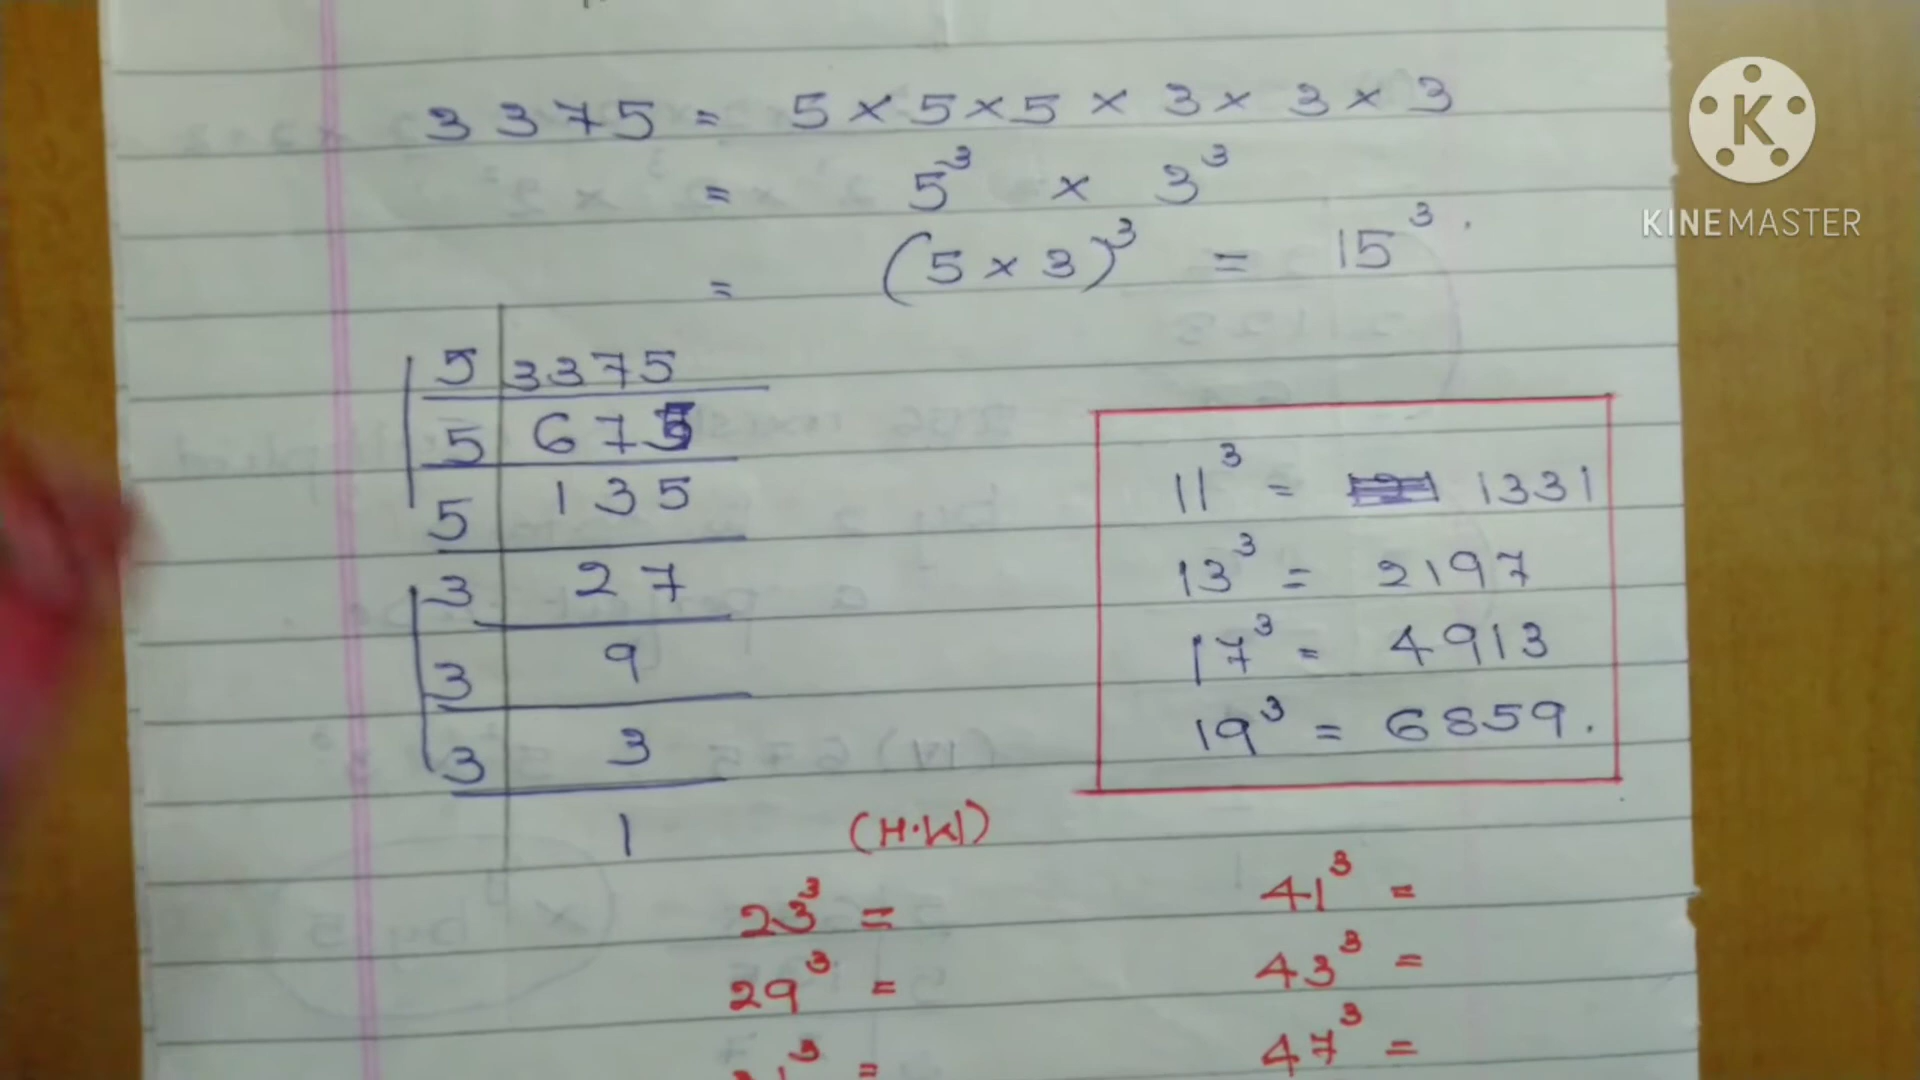 3375 = 5 × 5 × 5 × 3 × 3 × 3
= 5³ × 3³
= (5 × 3)³ = 15³.
5 | 3375
5 | 675
5 | 135
3 | 27
3 | 9
3 | 3
1
11³ = 1331
13³ = 2197
17³ = 4913
19³ = 6859.
(H.W)
23³ =
29³ =
41³ =
43³ =
47³ =
K
KINEMASTER